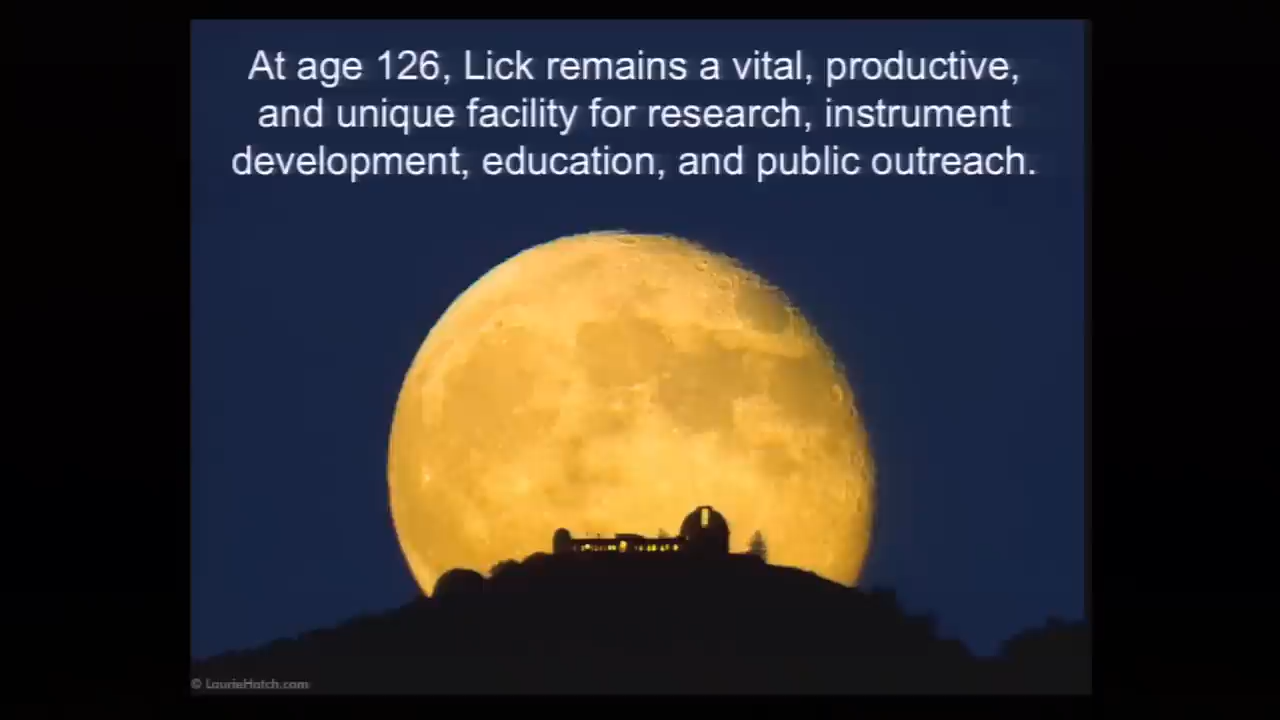 At age 126, Lick remains a vital, productive,
and unique facility for research, instrument
development, education, and public outreach.
© LaurieHatch.com